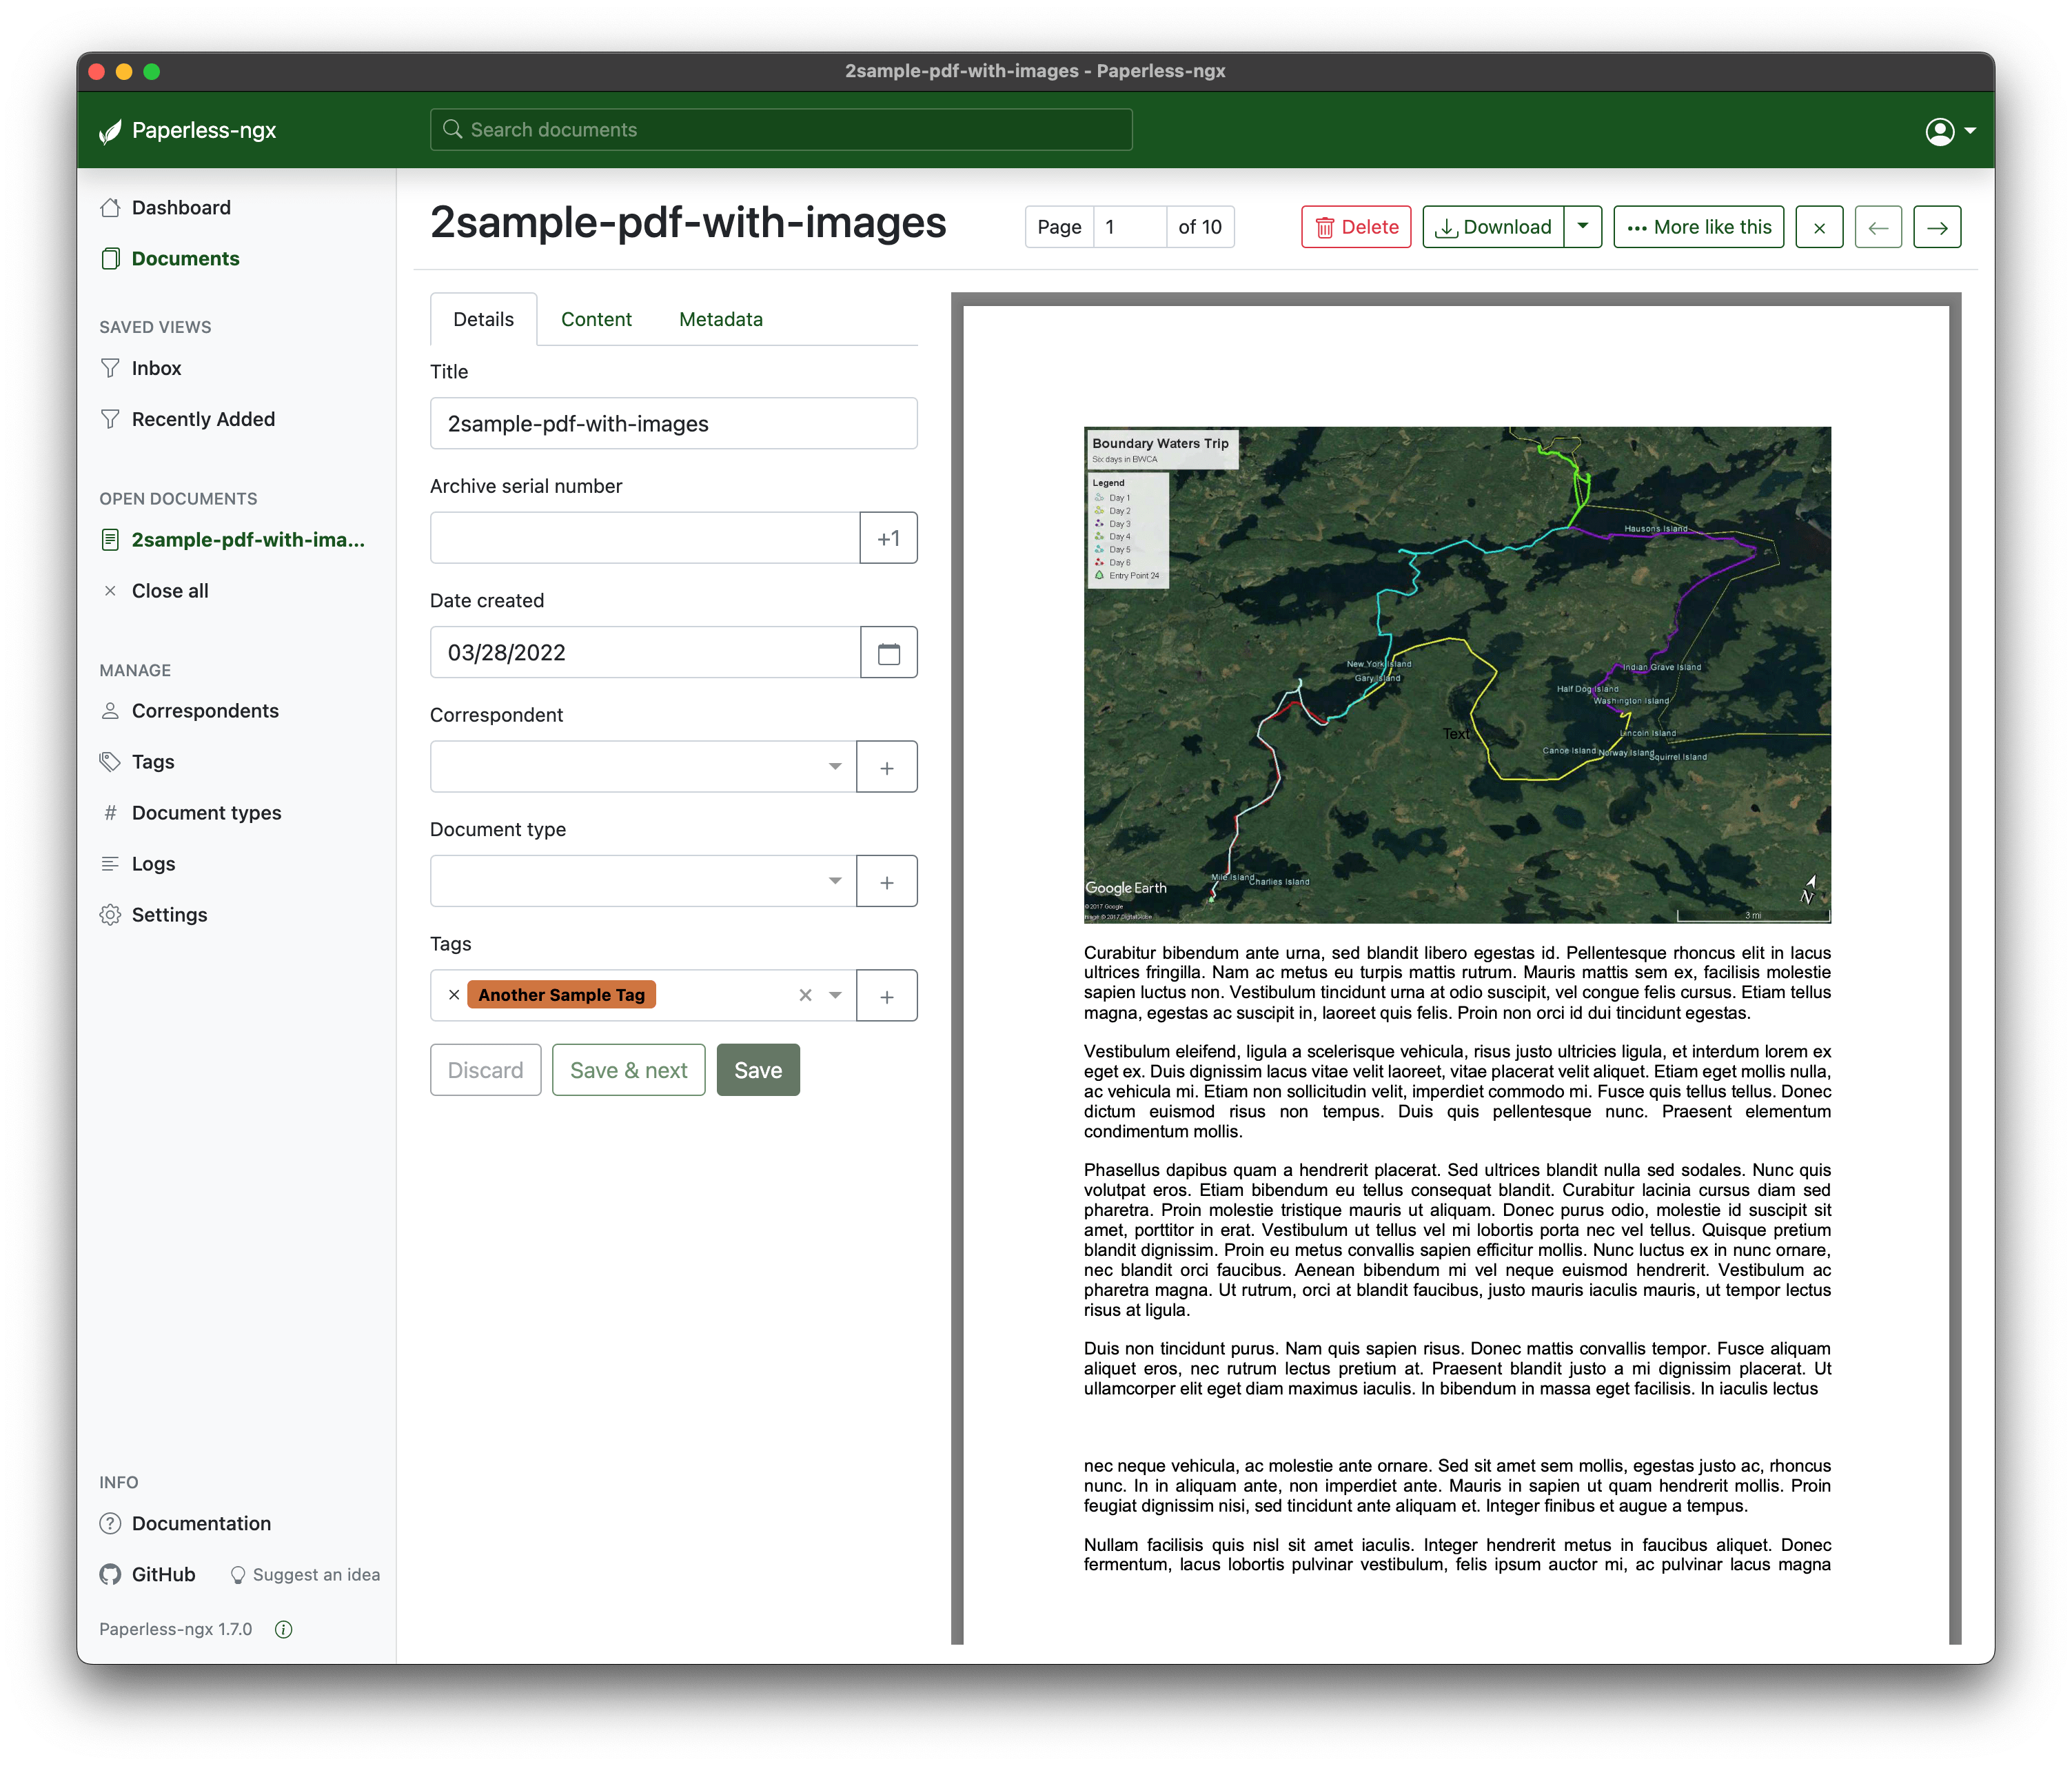 2sample-pdf-with-images - Paperless-ngx
Paperless-ngx
Search documents
Dashboard
Documents
SAVED VIEWS
Inbox
Recently Added
OPEN DOCUMENTS
2sample-pdf-with-ima...
Close all
MANAGE
Correspondents
Tags
# Document types
Logs
Settings
INFO
Documentation
GitHub
Suggest an idea
Paperless-ngx 1.7.0
2sample-pdf-with-images
Page 1 of 10
Delete
Download
More like this
Details
Content
Metadata
Title
2sample-pdf-with-images
Archive serial number
+1
Date created
03/28/2022
Correspondent
+
Document type
+
Tags
× Another Sample Tag
+
Discard
Save & next
Save
Boundary Waters Trip
Six days in BWCA
Legend
Day 1
Day 2
Day 3
Day 4
Day 5
Day 6
Entry Point 24
Hausons Island
New York Island
Gary Island
Indian Grave Island
Half Dog Island
Washington Island
Lincoln Island
Text
Canoe Island
Norway Island
Squirrel Island
Mile Island
Charlies Island
Google Earth
© 2017 Google
Image © 2017 DigitalGlobe
N
3 mi
Curabitur bibendum ante urna, sed blandit libero egestas id. Pellentesque rhoncus elit in lacus
ultrices fringilla. Nam ac metus eu turpis mattis rutrum. Mauris mattis sem ex, facilisis molestie
sapien luctus non. Vestibulum tincidunt urna at odio suscipit, vel congue felis cursus. Etiam tellus
magna, egestas ac suscipit in, laoreet quis felis. Proin non orci id dui tincidunt egestas.
Vestibulum eleifend, ligula a scelerisque vehicula, risus justo ultricies ligula, et interdum lorem ex
eget ex. Duis dignissim lacus vitae velit laoreet, vitae placerat velit aliquet. Etiam eget mollis nulla,
ac vehicula mi. Etiam non sollicitudin velit, imperdiet commodo mi. Fusce quis tellus tellus. Donec
dictum euismod risus non tempus. Duis quis pellentesque nunc. Praesent elementum
condimentum mollis.
Phasellus dapibus quam a hendrerit placerat. Sed ultrices blandit nulla sed sodales. Nunc quis
volutpat eros. Etiam bibendum eu tellus consequat blandit. Curabitur lacinia cursus diam sed
pharetra. Proin molestie tristique mauris ut aliquam. Donec purus odio, molestie id suscipit sit
amet, porttitor in erat. Vestibulum ut tellus vel mi lobortis porta nec vel tellus. Quisque pretium
blandit dignissim. Proin eu metus convallis sapien efficitur mollis. Nunc luctus ex in nunc ornare,
nec blandit orci faucibus. Aenean bibendum mi vel neque euismod hendrerit. Vestibulum ac
pharetra magna. Ut rutrum, orci at blandit faucibus, justo mauris iaculis mauris, ut tempor lectus
risus at ligula.
Duis non tincidunt purus. Nam quis sapien risus. Donec mattis convallis tempor. Fusce aliquam
aliquet eros, nec rutrum lectus pretium at. Praesent blandit justo a mi dignissim placerat. Ut
ullamcorper elit eget diam maximus iaculis. In bibendum in massa eget facilisis. In iaculis lectus
nec neque vehicula, ac molestie ante ornare. Sed sit amet sem mollis, egestas justo ac, rhoncus
nunc. In in aliquam ante, non imperdiet ante. Mauris in sapien ut quam hendrerit mollis. Proin
feugiat dignissim nisi, sed tincidunt ante aliquam et. Integer finibus et augue a tempus.
Nullam facilisis quis nisl sit amet iaculis. Integer hendrerit metus in faucibus aliquet. Donec
fermentum, lacus lobortis pulvinar vestibulum, felis ipsum auctor mi, ac pulvinar lacus magna